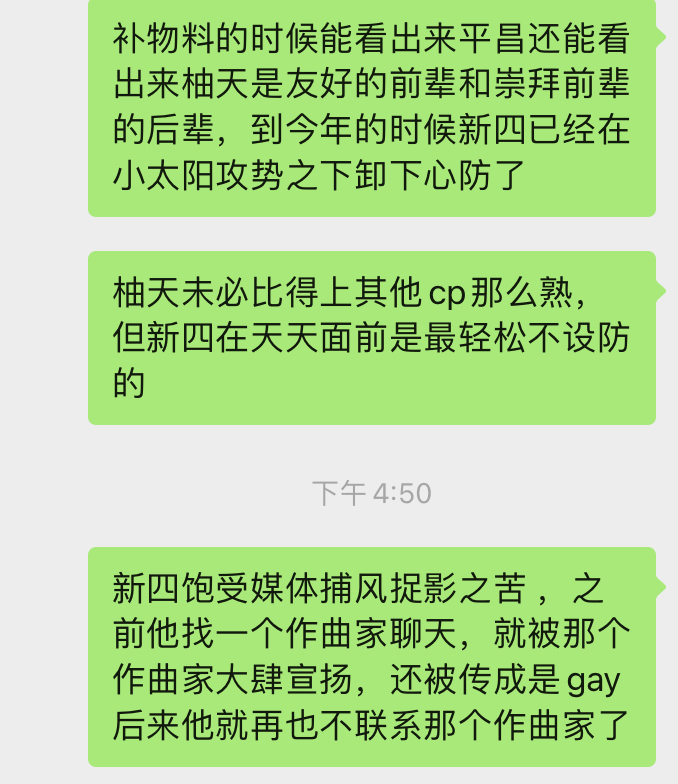 补物料的时候能看出来平昌还能看
出来柚天是友好的前辈和崇拜前辈
的后辈，到今年的时候新四已经在
小太阳攻势之下卸下心防了
柚天未必比得上其他cp那么熟，
但新四在天天面前是最轻松不设防
的
下午 4:50
新四饱受媒体捕风捉影之苦 ，之
前他找一个作曲家聊天，就被那个
作曲家大肆宣扬，还被传成是gay
后来他就再也不联系那个作曲家了